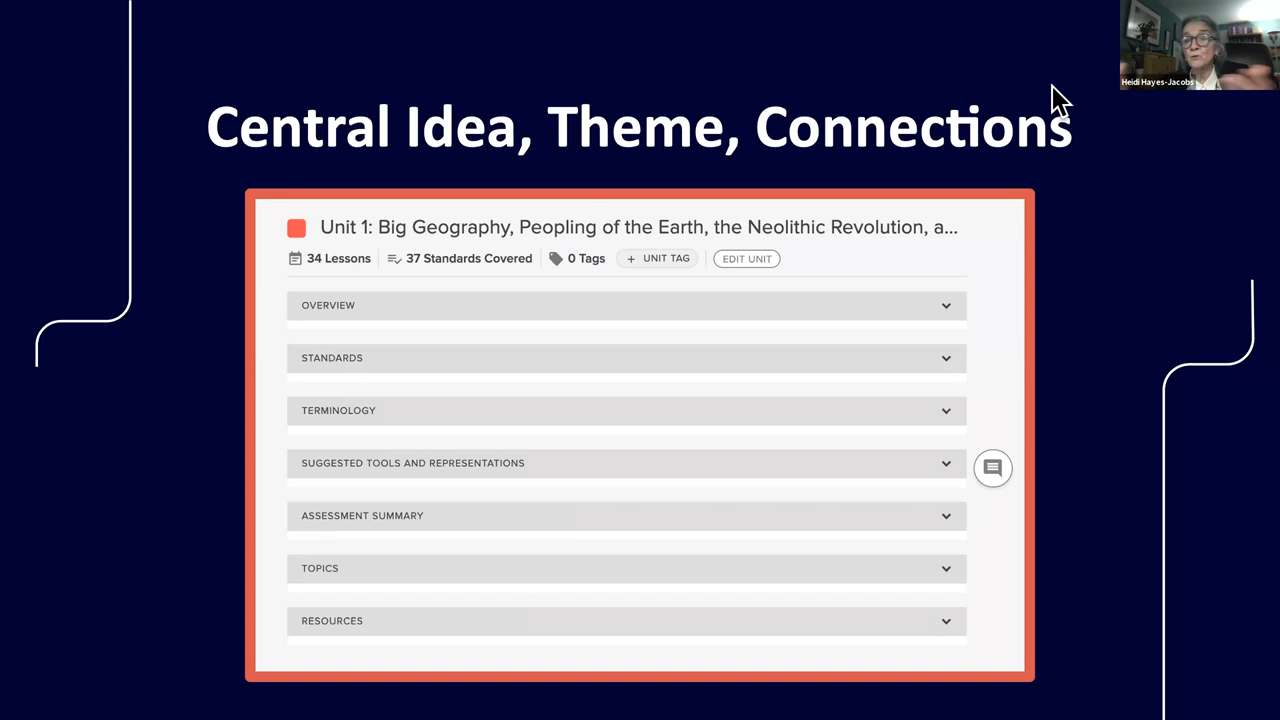 Heidi Hayes-Jacobs
Central Idea, Theme, Connections
Unit 1: Big Geography, Peopling of the Earth, the Neolithic Revolution, a...
34 Lessons 37 Standards Covered 0 Tags + UNIT TAG EDIT UNIT
OVERVIEW
STANDARDS
TERMINOLOGY
SUGGESTED TOOLS AND REPRESENTATIONS
ASSESSMENT SUMMARY
TOPICS
RESOURCES